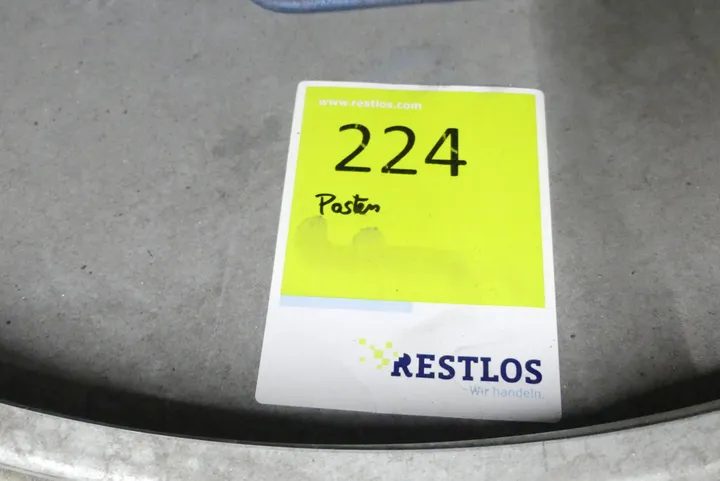 www.restlos.com
224
Posten
RESTLOS
Wir handeln.